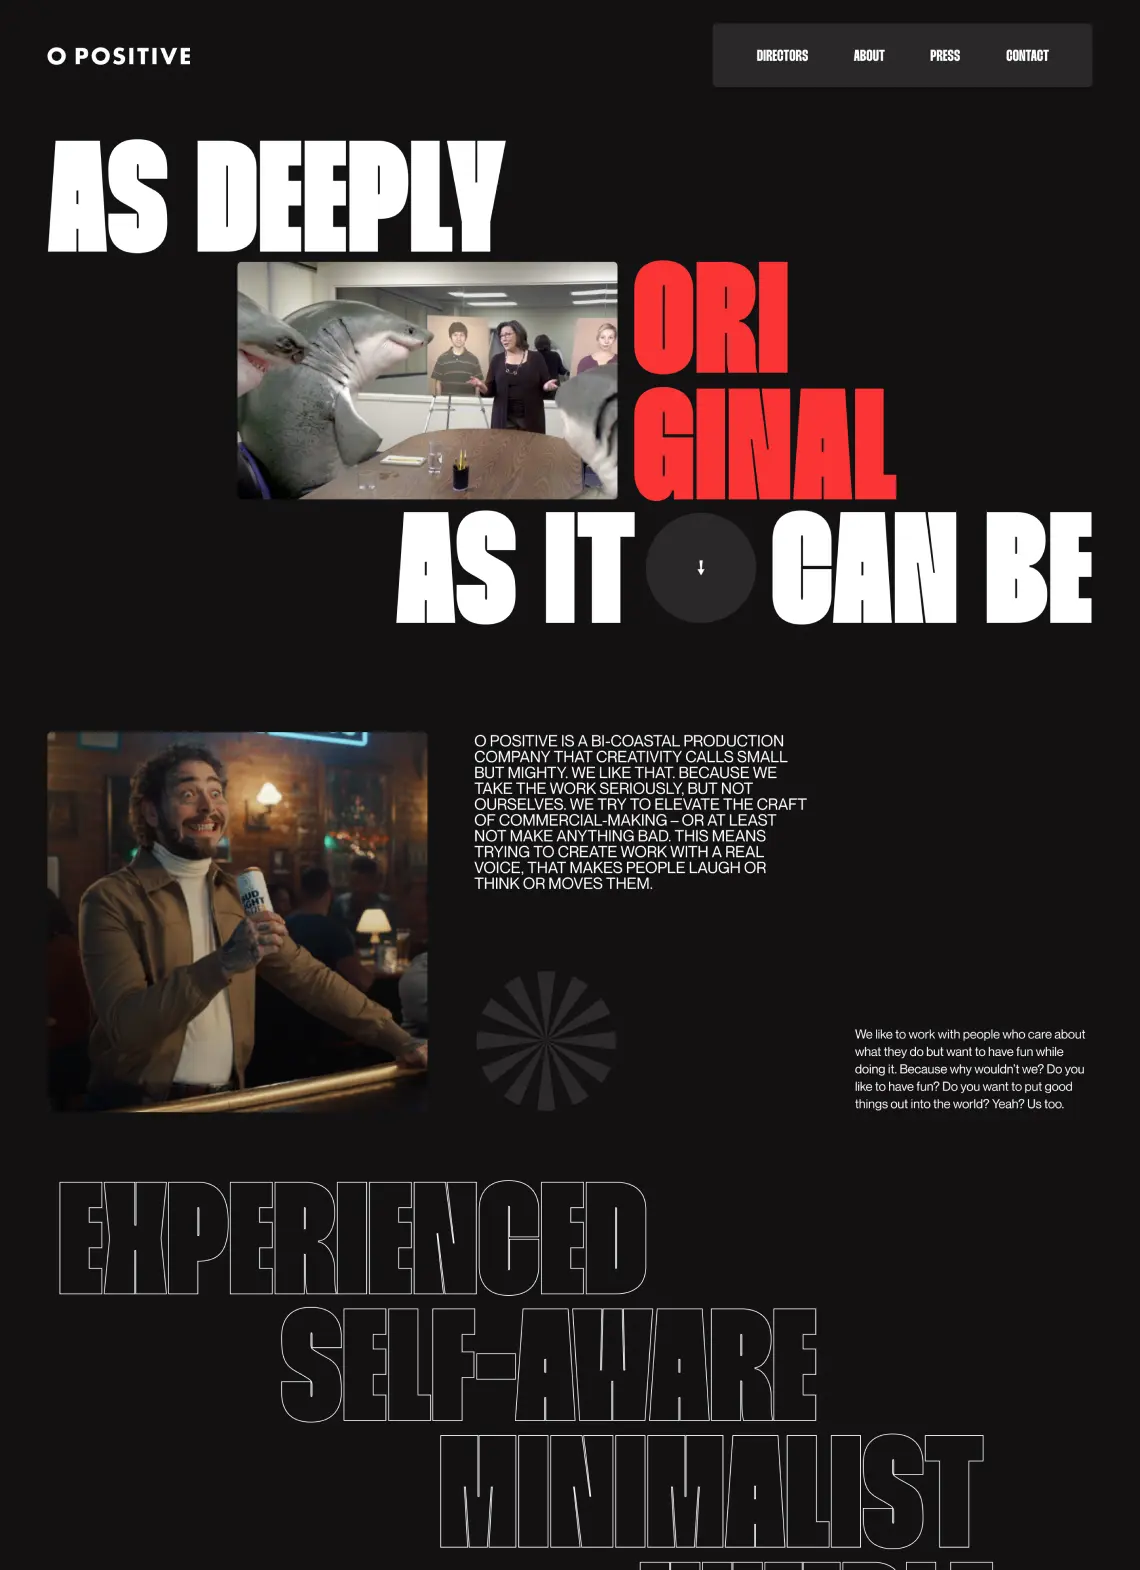 O POSITIVE
DIRECTORS ABOUT PRESS CONTACT
AS DEEPLY
ORI
GINAL
AS IT CAN BE
O POSITIVE IS A BI-COASTAL PRODUCTION
COMPANY THAT CREATIVITY CALLS SMALL
BUT MIGHTY. WE LIKE THAT. BECAUSE WE
TAKE THE WORK SERIOUSLY, BUT NOT
OURSELVES. WE TRY TO ELEVATE THE CRAFT
OF COMMERCIAL-MAKING – OR AT LEAST
NOT MAKE ANYTHING BAD. THIS MEANS
TRYING TO CREATE WORK WITH A REAL
VOICE, THAT MAKES PEOPLE LAUGH OR
THINK OR MOVES THEM.
BUD
LIGHT
We like to work with people who care about
what they do but want to have fun while
doing it. Because why wouldn't we? Do you
like to have fun? Do you want to put good
things out into the world? Yeah? Us too.
EXPERIENCED
SELF-AWARE
MINIMALIST